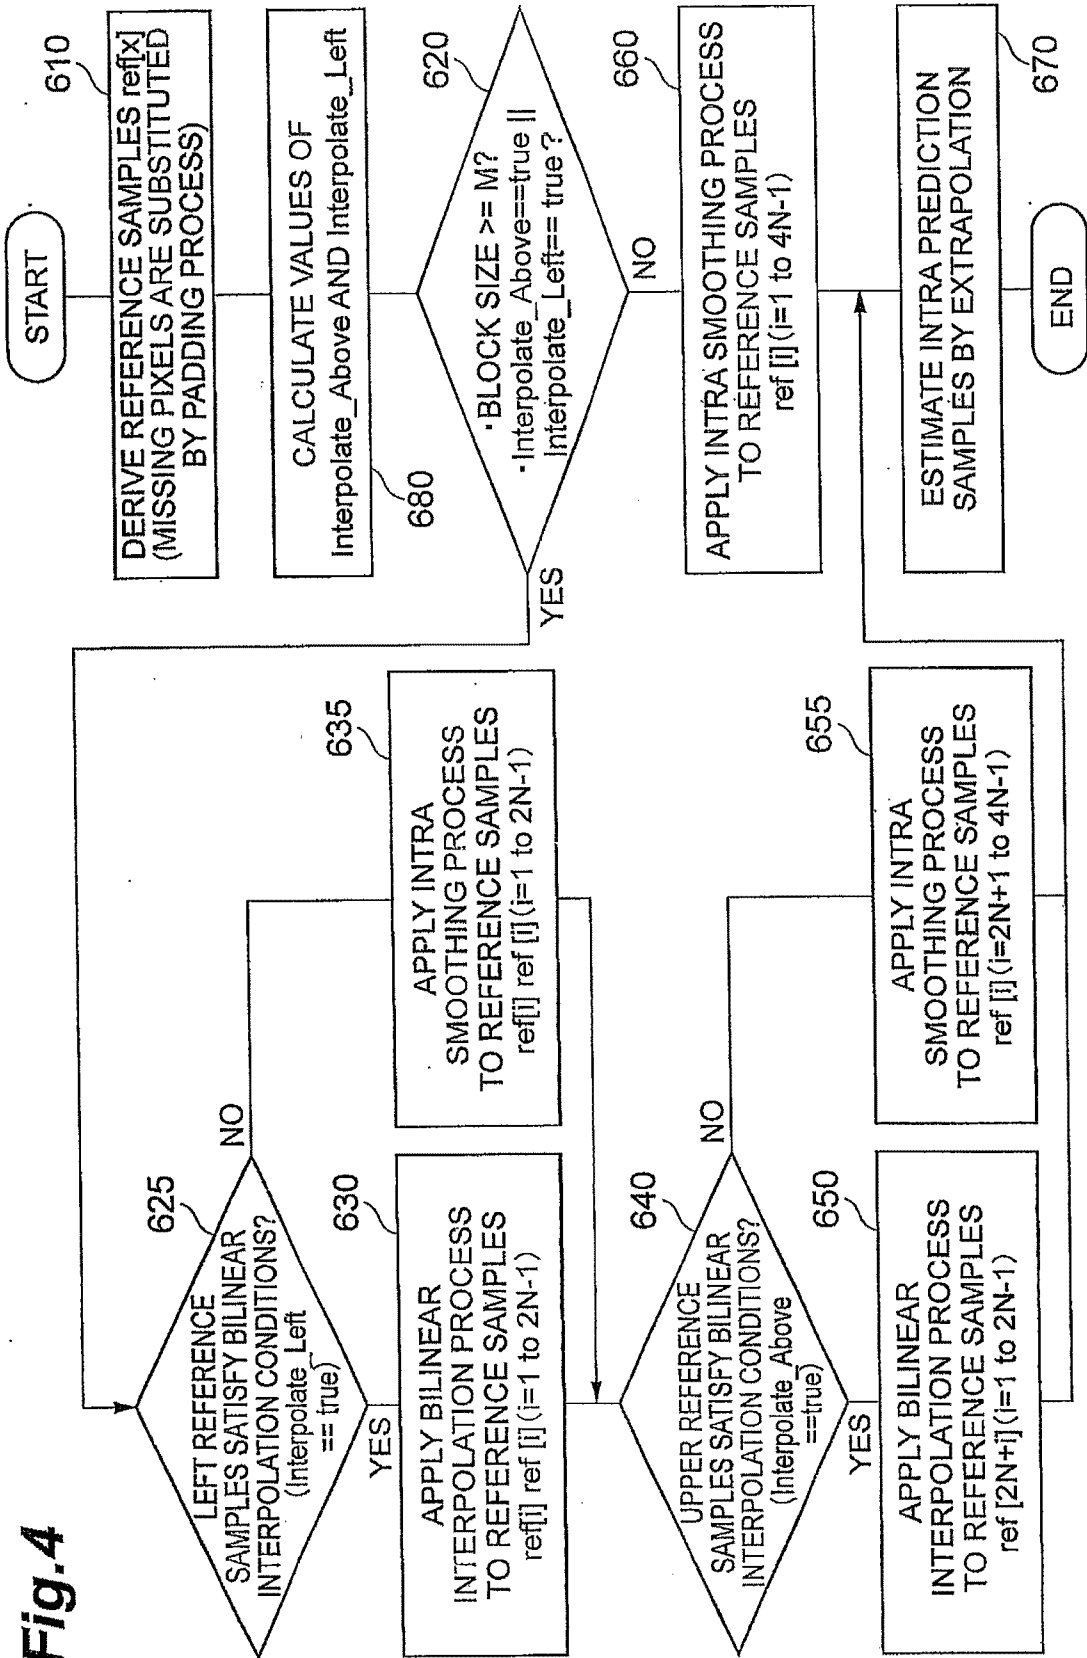 Fig.4
START
610
DERIVE REFERENCE SAMPLES ref[x]
(MISSING PIXELS ARE SUBSTITUTED
BY PADDING PROCESS)
CALCULATE VALUES OF
Interpolate_Above AND Interpolate_Left
680
620
·BLOCK SIZE >= M?
·Interpolate_Above==true ||
Interpolate_Left== true ?
YES
NO
660
APPLY INTRA SMOOTHING PROCESS
TO REFERENCE SAMPLES
ref [i](i=1 to 4N-1)
670
ESTIMATE INTRA PREDICTION
SAMPLES BY EXTRAPOLATION
END
625
LEFT REFERENCE
SAMPLES SATISFY BILINEAR
INTERPOLATION CONDITIONS?
(Interpolate_Left
== true)
YES
NO
630
APPLY BILINEAR
INTERPOLATION PROCESS
TO REFERENCE SAMPLES
ref[i] ref [i](i=1 to 2N-1)
635
APPLY INTRA
SMOOTHING PROCESS
TO REFERENCE SAMPLES
ref[i] ref [i](i=1 to 2N-1)
640
UPPER REFERENCE
SAMPLES SATISFY BILINEAR
INTERPOLATION CONDITIONS?
(Interpolate_Above
==true)
YES
NO
650
APPLY BILINEAR
INTERPOLATION PROCESS
TO REFERENCE SAMPLES
ref [2N+i](i=1 to 2N-1)
655
APPLY INTRA
SMOOTHING PROCESS
TO REFERENCE SAMPLES
ref [i](i=2N+1 to 4N-1)